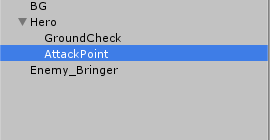 BG
Hero
GroundCheck
AttackPoint
Enemy_Bringer